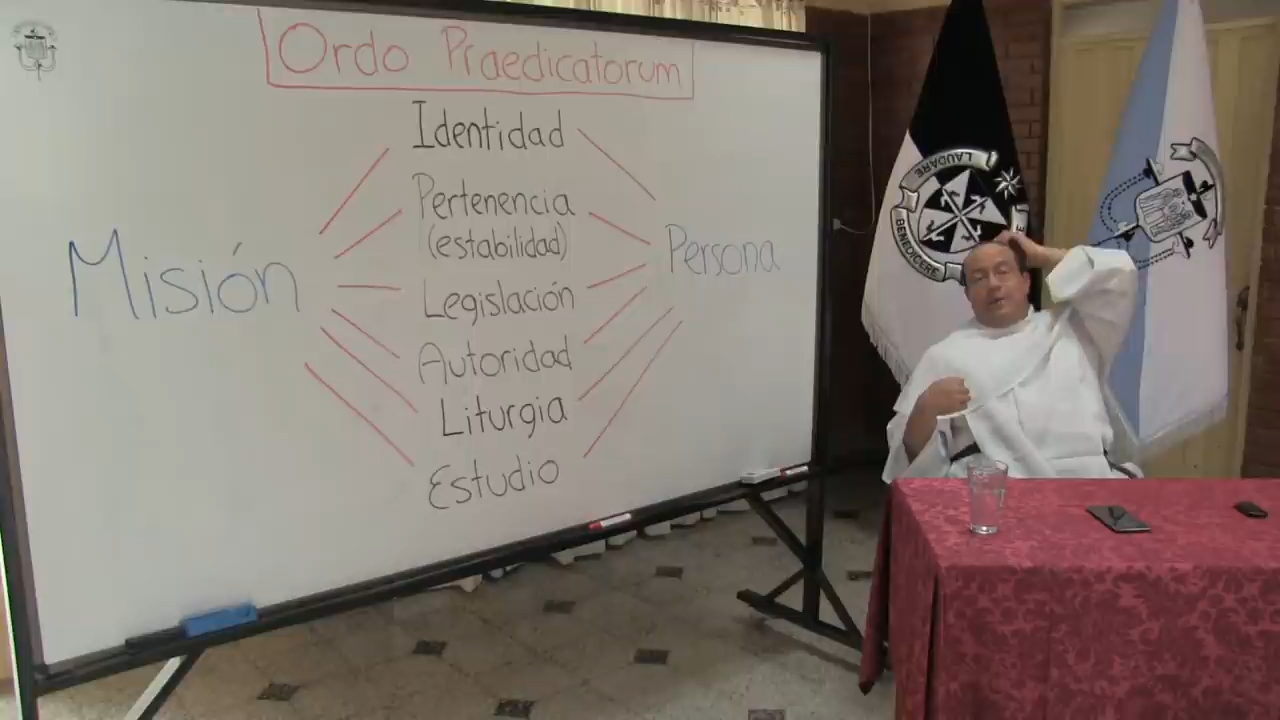 Ordo Praedicatorum
Identidad
Pertenencia
(estabilidad)
Misión
Persona
Legislación
Autoridad
Liturgia
Estudio
LAUDARE
BENEDICERE